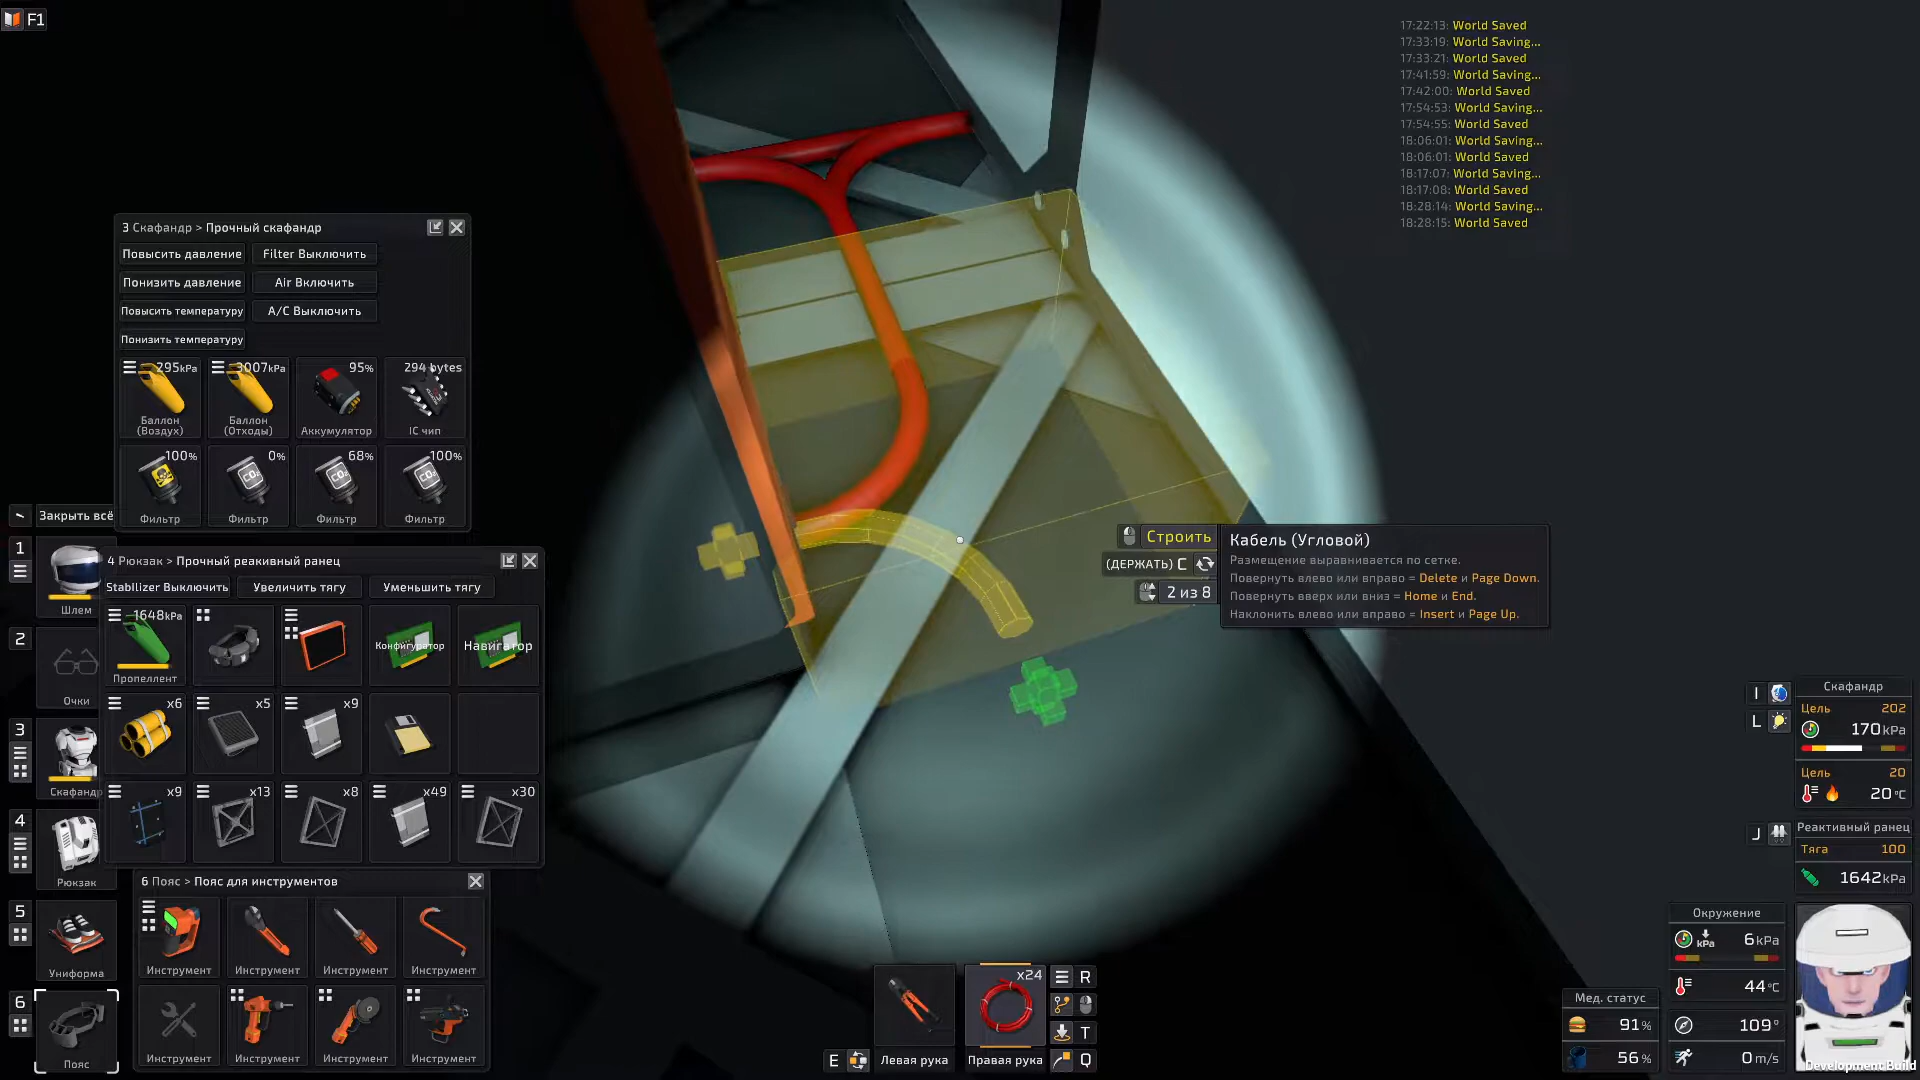 F1
17:22:13: World Saved
17:33:19: World Saving...
17:33:21: World Saved
17:41:59: World Saving...
17:42:00: World Saved
17:54:53: World Saving...
17:54:55: World Saved
18:06:01: World Saving...
18:06:01: World Saved
18:17:07: World Saving...
18:17:08: World Saved
18:28:14: World Saving...
18:28:15: World Saved
3 Скафандр > Прочный скафандр
Повысить давление Filter Выключить
Понизить давление Air Включить
Повысить температуру A/C Выключить
Понизить температуру
295kPa 3007kPa 95% 294 bytes
Баллон (Воздух) Баллон (Отходы) Аккумулятор IC чип
100% 0% 68% 100%
CO₂ CO₂ CO₂
Фильтр Фильтр Фильтр Фильтр
Закрыть всё
4 Рюкзак > Прочный реактивный ранец
Stabilizer Выключить Увеличить тягу Уменьшить тягу
1648kPa
Конфигуратор Навигатор
Пропеллент
x6 x5 x9
x9 x13 x8 x49 x30
6 Пояс > Пояс для инструментов
Инструмент Инструмент Инструмент Инструмент
Инструмент Инструмент Инструмент Инструмент
1
Шлем
2
Очки
3
Скафандр
4
Рюкзак
5
Униформа
6
Пояс
Строить
(ДЕРЖАТЬ) C
2 из 8
Кабель (Угловой)
Размещение выравнивается по сетке.
Повернуть влево или вправо = Delete и Page Down.
Повернуть вверх или вниз = Home и End.
Наклонить влево или вправо = Insert и Page Up.
x24 R
T
E Левая рука Правая рука Q
I
L
Скафандр
Цель 202
170kPa
Цель 20
20°C
J
Реактивный ранец
Тяга 100
1642kPa
Окружение
kPa 6kPa
44°C
109°
0m/s
Мед. статус
91%
56%
Development Build